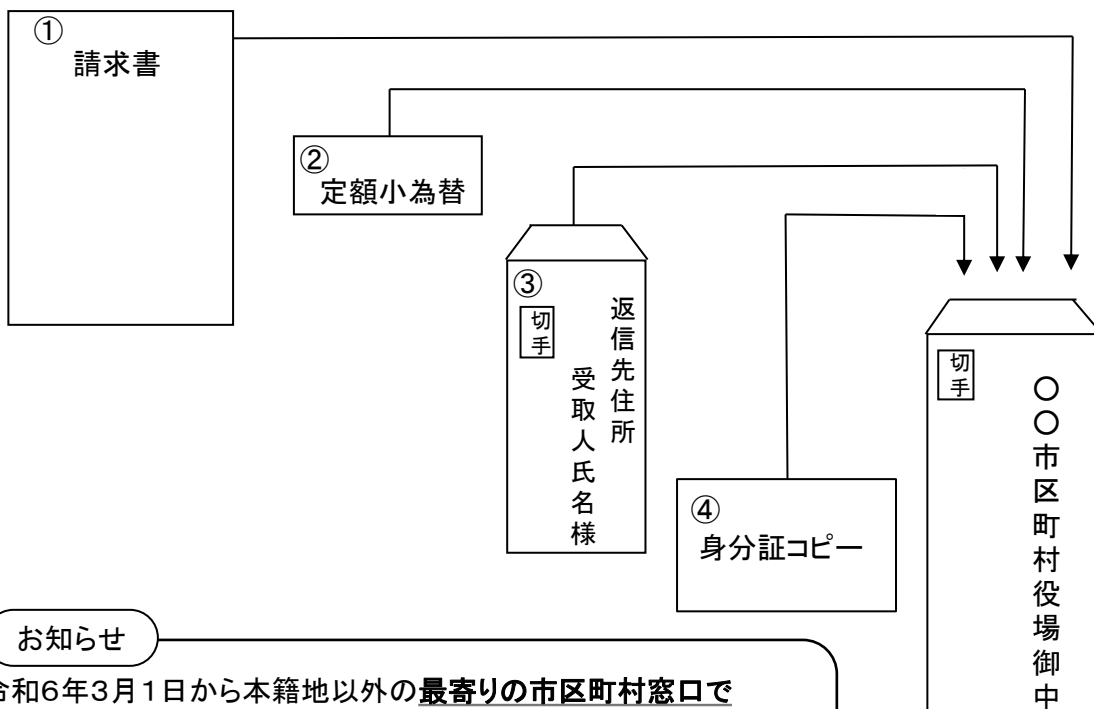 ①
請求書
②
定額小為替
③
切手
返信先住所
受取人氏名様
④
身分証コピー
切手
〇〇市区町村役場御中
お知らせ
令和6年3月1日から本籍地以外の最寄りの市区町村窓口で